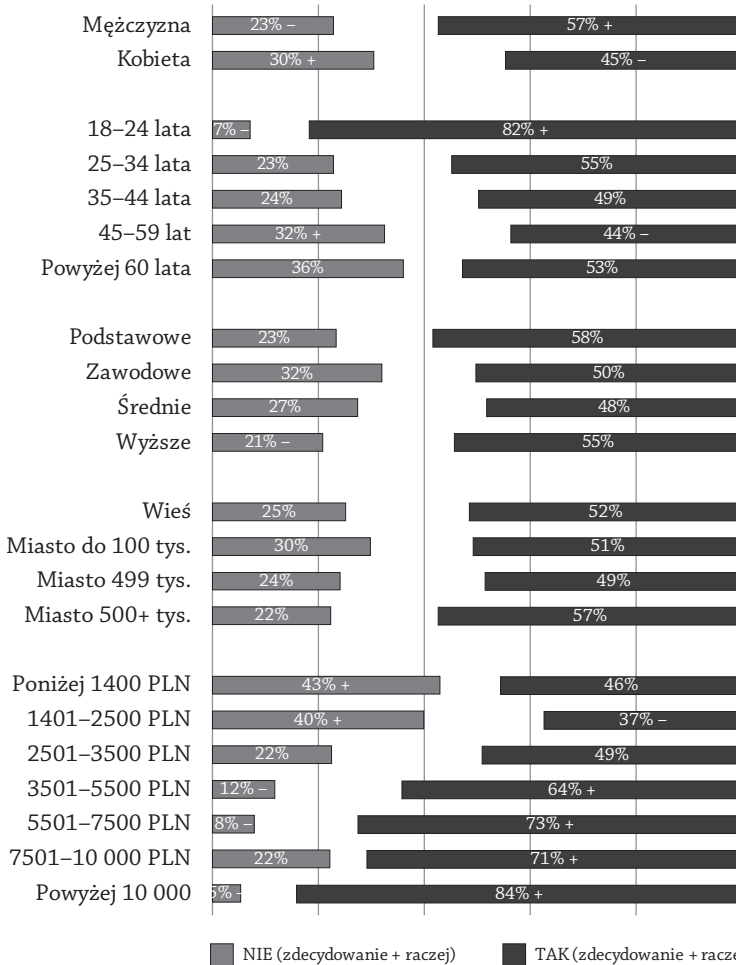 Mężczyzna 23% – 57% +
Kobieta 30% + 45% –
18–24 lata 7% – 82% +
25–34 lata 23% 55%
35–44 lata 24% 49%
45–59 lat 32% + 44% –
Powyżej 60 lata 36% 53%
Podstawowe 23% 58%
Zawodowe 32% 50%
Średnie 27% 48%
Wyższe 21% – 55%
Wieś 25% 52%
Miasto do 100 tys. 30% 51%
Miasto 499 tys. 24% 49%
Miasto 500+ tys. 22% 57%
Poniżej 1400 PLN 43% + 46%
1401–2500 PLN 40% + 37% –
2501–3500 PLN 22% 49%
3501–5500 PLN 12% – 64% +
5501–7500 PLN 8% – 73% +
7501–10 000 PLN 22% 71% +
Powyżej 10 000 5% – 84% +
NIE (zdecydowanie + raczej) TAK (zdecydowanie + racze